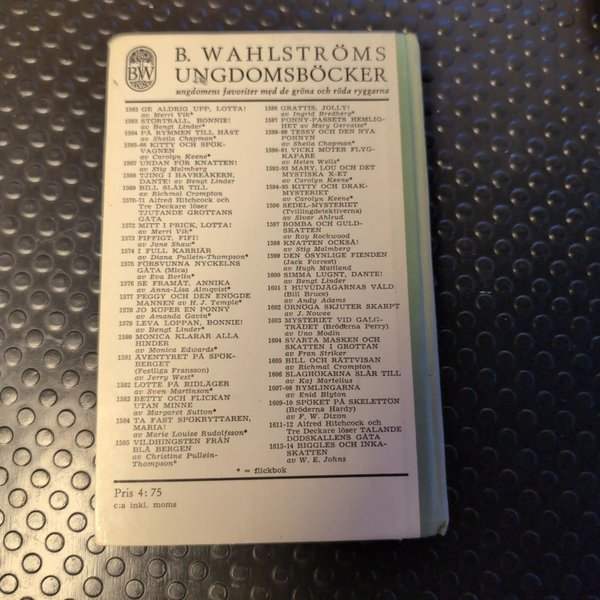 BW
B. WAHLSTRÖMS
UNGDOMSBÖCKER
ungdomens favoriter med de gröna och röda ryggarna
1562 GE ALDRIG UPP, LOTTA!
av Merri Vik*
1563 STORTBALL, BONNIE!
av Bengt Linder*
1564 PÅ RYMMEN TILL HÄST
av Sheila Chapman*
1565-66 KITTY OCH SPÖK-
VAGNEN
av Carolyn Keene*
1567 UNDAN FÖR KNATTEN!
av Stig Malmberg
1568 TJING I HAVREÅKERN,
DANTE! av Bengt Linder
1569 BILL SLÅR TILL
av Richmal Crompton
1570-71 Alfred Hitchcock och
Tre Deckare löser
TJUTANDE GROTTANS
GÅTA
1572 MITT I PRICK, LOTTA!
av Merri Vik*
1573 FIFFIGT, FIFI!
av Jane Shaw*
1574 I FULL KARRIÄR
av Diana Pullein-Thompson*
1575 FÖRSVUNNA NYCKELNS
GÅTA (Mica)
av Eva Berlin*
1576 SE FRAMÅT, ANNIKA
av Anna-Lisa Almquist*
1577 PEGGY OCH DEN ENÖGDE
MANNEN av H. J. Temple*
1578 JO KÖPER EN PONNY
av Amanda Gavin*
1579 LEVA LOPPAN, BONNIE!
av Bengt Linder*
1580 MONICA KLARAR ALLA
HINDER
av Monica Edwards*
1581 ÄVENTYRET PÅ SPÖK-
BERGET
(Festliga Fransson)
av Jerry West*
1582 LOTTE PÅ RIDLÄGER
av Sven Martinson*
1583 BETTY OCH FLICKAN
UTAN MINNE
av Margaret Sutton*
1584 TA FAST SPÖKRYTTAREN,
MARIA!
av Marie Louise Rudolfsson*
1585 VILDHINGSTEN FRÅN
BLÅ BERGEN
av Christine Pullein-
Thompson*
1586 GRATTIS, JOLLY!
av Ingrid Bredberg*
1587 PONNY-PASSETS HEMLIG-
HET av Mary Gervaise*
1588-89 TESSY OCH DEN NYA
PONNYN
av Sheila Chapman*
1590-91 VICKI MÖTER FLYG-
KAPARE
av Helen Wells*
1592-93 MARY, LOU OCH DET
MYSTISKA X-ET
av Carolyn Keene*
1594-95 KITTY OCH DRAK-
MYSTERIET
av Carolyn Keene*
1596 SEDEL-MYSTERIET
(Tvillingdetektiverna)
av Sivar Ahlrud
1597 BOMBA OCH GULD-
SKATTEN
av Roy Rockwood
1598 KNATTEN OCKSÅ!
av Stig Malmberg
1599 DEN OSYNLIGE FIENDEN
(Jack Forrest)
av Hugh Maitland
1600 SIMMA LUGNT, DANTE!
av Bengt Linder
1601 I HUVUDJÄGARNAS VÅLD
(Bill Bruce)
av Andy Adams
1602 ÖRNÖGA SKJUTER SKARPT
av J. Nowee
1603 MYSTERIET VID GALG-
TRÄDET (Bröderna Perry)
av Uno Modin
1604 SVARTA MASKEN OCH
SKATTEN I GROTTAN
av Fran Striker
1605 BILL OCH RÄTTVISAN
av Richmal Crompton
1606 SLAGHÖKARNA SLÅR TILL
av Kaj Martelius
1607-08 RYMLINGARNA
av Enid Blyton
1609-10 SPÖKET PÅ SKELETTÖN
(Bröderna Hardy)
av F. W. Dixon
1611-12 Alfred Hitchcock och
Tre Deckare löser TALANDE
DÖDSKALLENS GÅTA
1613-14 BIGGLES OCH INKA-
SKATTEN
av W. E. Johns
* = flickbok
Pris 4: 75
c:a inkl. moms